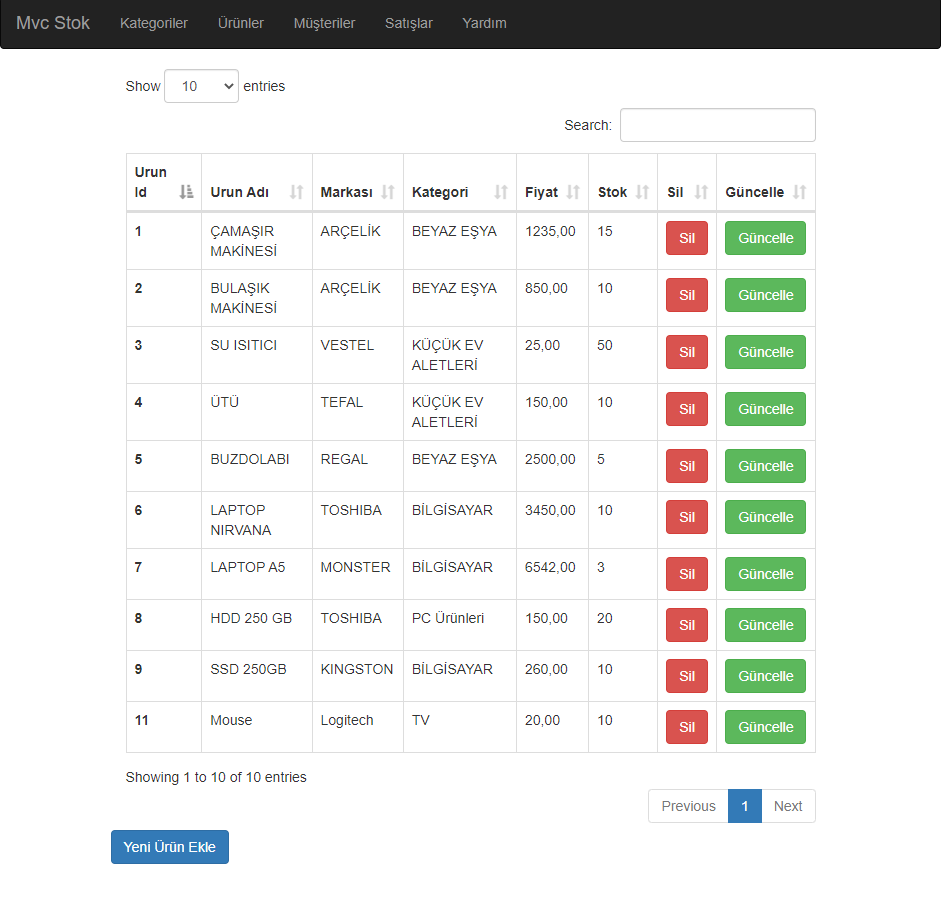 Mvc Stok Kategoriler Ürünler Müşteriler Satışlar Yardım
Show 10 entries
Search:
Urun
Id Urun Adı Markası Kategori Fiyat Stok Sil Güncelle
1 ÇAMAŞIR ARÇELİK BEYAZ EŞYA 1235,00 15 Sil Güncelle
MAKİNESİ
2 BULAŞIK ARÇELİK BEYAZ EŞYA 850,00 10 Sil Güncelle
MAKİNESİ
3 SU ISITICI VESTEL KÜÇÜK EV 25,00 50 Sil Güncelle
ALETLERİ
4 ÜTÜ TEFAL KÜÇÜK EV 150,00 10 Sil Güncelle
ALETLERİ
5 BUZDOLABI REGAL BEYAZ EŞYA 2500,00 5 Sil Güncelle
6 LAPTOP TOSHIBA BİLGİSAYAR 3450,00 10 Sil Güncelle
NIRVANA
7 LAPTOP A5 MONSTER BİLGİSAYAR 6542,00 3 Sil Güncelle
8 HDD 250 GB TOSHIBA PC Ürünleri 150,00 20 Sil Güncelle
9 SSD 250GB KINGSTON BİLGİSAYAR 260,00 10 Sil Güncelle
11 Mouse Logitech TV 20,00 10 Sil Güncelle
Showing 1 to 10 of 10 entries
Previous 1 Next
Yeni Ürün Ekle